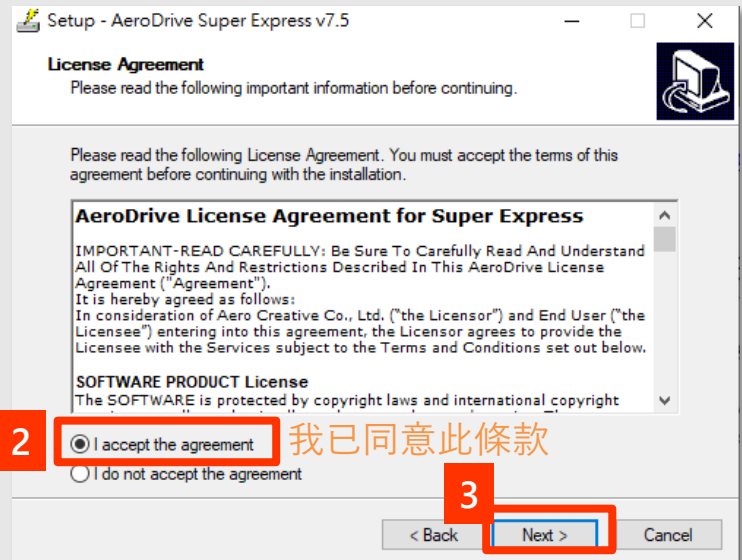 Setup - AeroDrive Super Express v7.5
License Agreement
Please read the following important information before continuing.
Please read the following License Agreement. You must accept the terms of this
agreement before continuing with the installation.
AeroDrive License Agreement for Super Express
IMPORTANT-READ CAREFULLY: Be Sure To Carefully Read And Understand
All Of The Rights And Restrictions Described In This AeroDrive License
Agreement ("Agreement").
It is hereby agreed as follows:
In consideration of Aero Creative Co., Ltd. ("the Licensor") and End User ("the
Licensee") entering into this agreement, the Licensor agrees to provide the
Licensee with the Services subject to the Terms and Conditions set out below.
SOFTWARE PRODUCT License
The SOFTWARE is protected by copyright laws and international copyright
2
I accept the agreement 我已同意此條款
I do not accept the agreement
3
< Back Next > Cancel